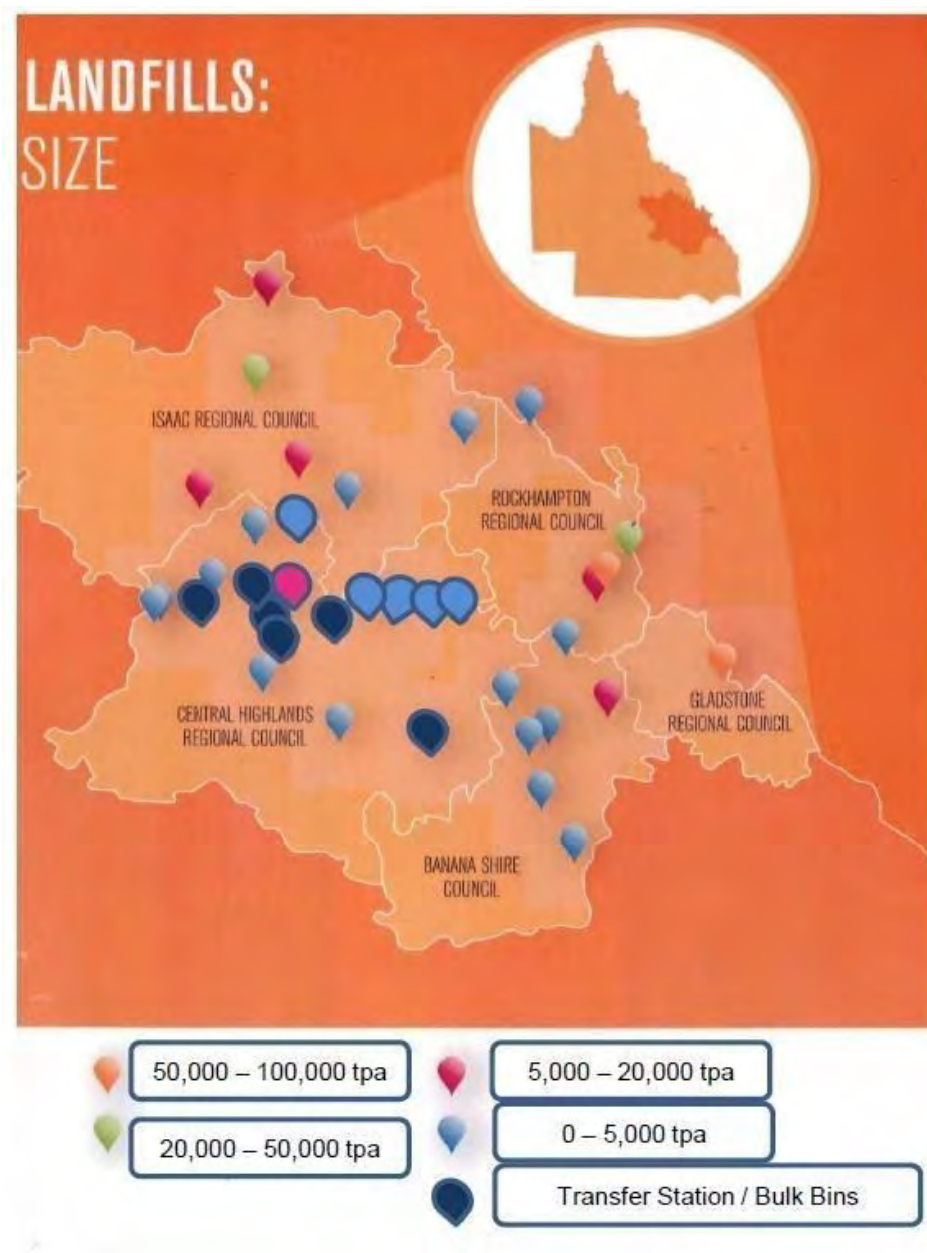 LANDFILLS:
SIZE
ISAAC REGIONAL COUNCIL
ROCKHAMPTON
REGIONAL COUNCIL
CENTRAL HIGHLANDS
REGIONAL COUNCIL
GLADSTONE
REGIONAL COUNCIL
BANANA SHIRE
COUNCIL
50,000 – 100,000 tpa
5,000 – 20,000 tpa
20,000 – 50,000 tpa
0 – 5,000 tpa
Transfer Station / Bulk Bins